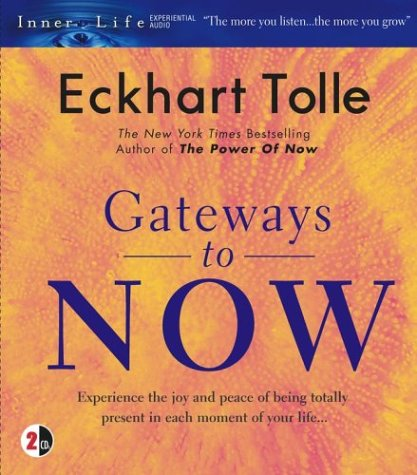 Inner Life EXPERIENTIAL AUDIO "The more you listen...the more you grow"
Eckhart Tolle
The New York Times Bestselling
Author of The Power Of Now
Gateways
to
NOW
Experience the joy and peace of being totally
present in each moment of your life...
2 CDs